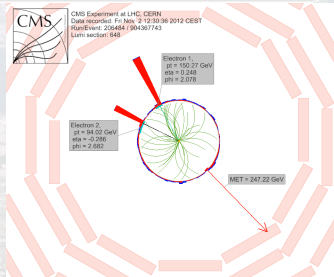 CMS
CMS Experiment at LHC, CERN
Data recorded: Fri Nov 2 12:30:36 2012 CEST
Run/Event: 206484 / 904367743
Lumi section: 648
Electron 1,
pt = 150.27 GeV
eta = 0.248
phi = 2.078
Electron 2,
pt = 94.02 GeV
eta = -0.286
phi = 2.682
MET = 247.22 GeV